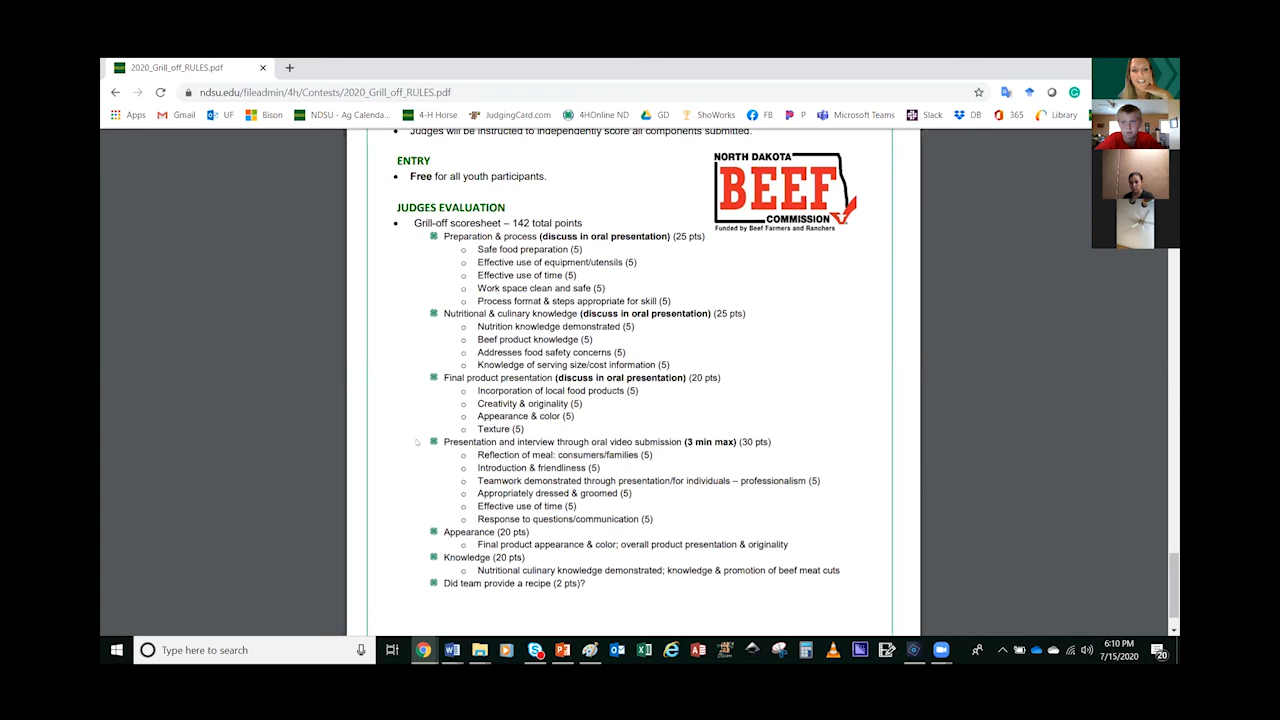 2020_Grill_off_RULES.pdf
ndsu.edu/fileadmin/4h/Contests/2020_Grill_off_RULES.pdf
Apps Gmail UF Bison NDSU - Ag Calenda... 4-H Horse JudgingCard.com 4HOnline ND GD ShoWorks FB P Microsoft Teams Slack DB 365 Library
• Judges will be instructed to independently score all components submitted.
ENTRY
• Free for all youth participants.
NORTH DAKOTA
BEEF
COMMISSION
Funded by Beef Farmers and Ranchers
JUDGES EVALUATION
• Grill-off scoresheet – 142 total points
Preparation & process (discuss in oral presentation) (25 pts)
o Safe food preparation (5)
o Effective use of equipment/utensils (5)
o Effective use of time (5)
o Work space clean and safe (5)
o Process format & steps appropriate for skill (5)
Nutritional & culinary knowledge (discuss in oral presentation) (25 pts)
o Nutrition knowledge demonstrated (5)
o Beef product knowledge (5)
o Addresses food safety concerns (5)
o Knowledge of serving size/cost information (5)
Final product presentation (discuss in oral presentation) (20 pts)
o Incorporation of local food products (5)
o Creativity & originality (5)
o Appearance & color (5)
o Texture (5)
Presentation and interview through oral video submission (3 min max) (30 pts)
o Reflection of meal: consumers/families (5)
o Introduction & friendliness (5)
o Teamwork demonstrated through presentation/for individuals – professionalism (5)
o Appropriately dressed & groomed (5)
o Effective use of time (5)
o Response to questions/communication (5)
Appearance (20 pts)
o Final product appearance & color; overall product presentation & originality
Knowledge (20 pts)
o Nutritional culinary knowledge demonstrated; knowledge & promotion of beef meat cuts
Did team provide a recipe (2 pts)?
Type here to search
6:10 PM
7/15/2020
20